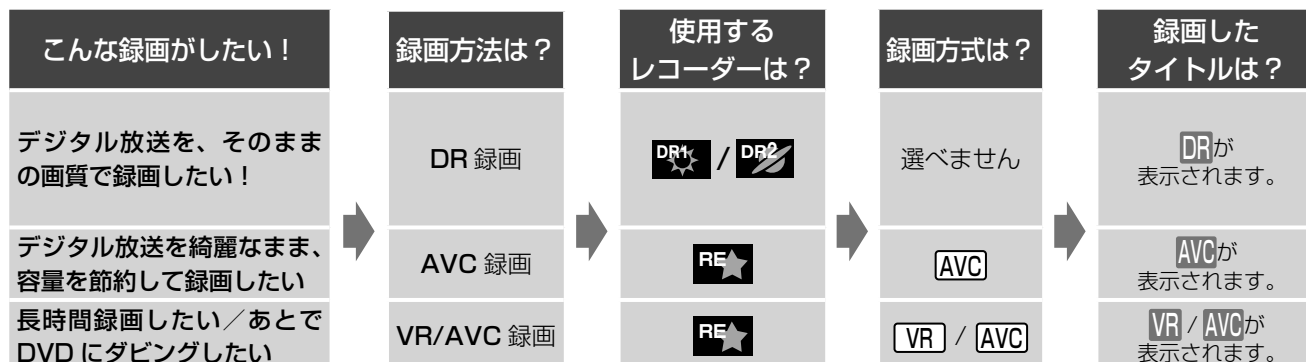 こんな録画がしたい！
録画方法は？
使用する
レコーダーは？
録画方式は？
録画した
タイトルは？
デジタル放送を、そのまま
の画質で録画したい！
DR 録画
DR1 / DR2
選べません
DRが
表示されます。
デジタル放送を綺麗なまま、
容量を節約して録画したい
AVC 録画
RE
AVC
AVCが
表示されます。
長時間録画したい／あとで
DVD にダビングしたい
VR/AVC 録画
RE
VR / AVC
VR / AVCが
表示されます。